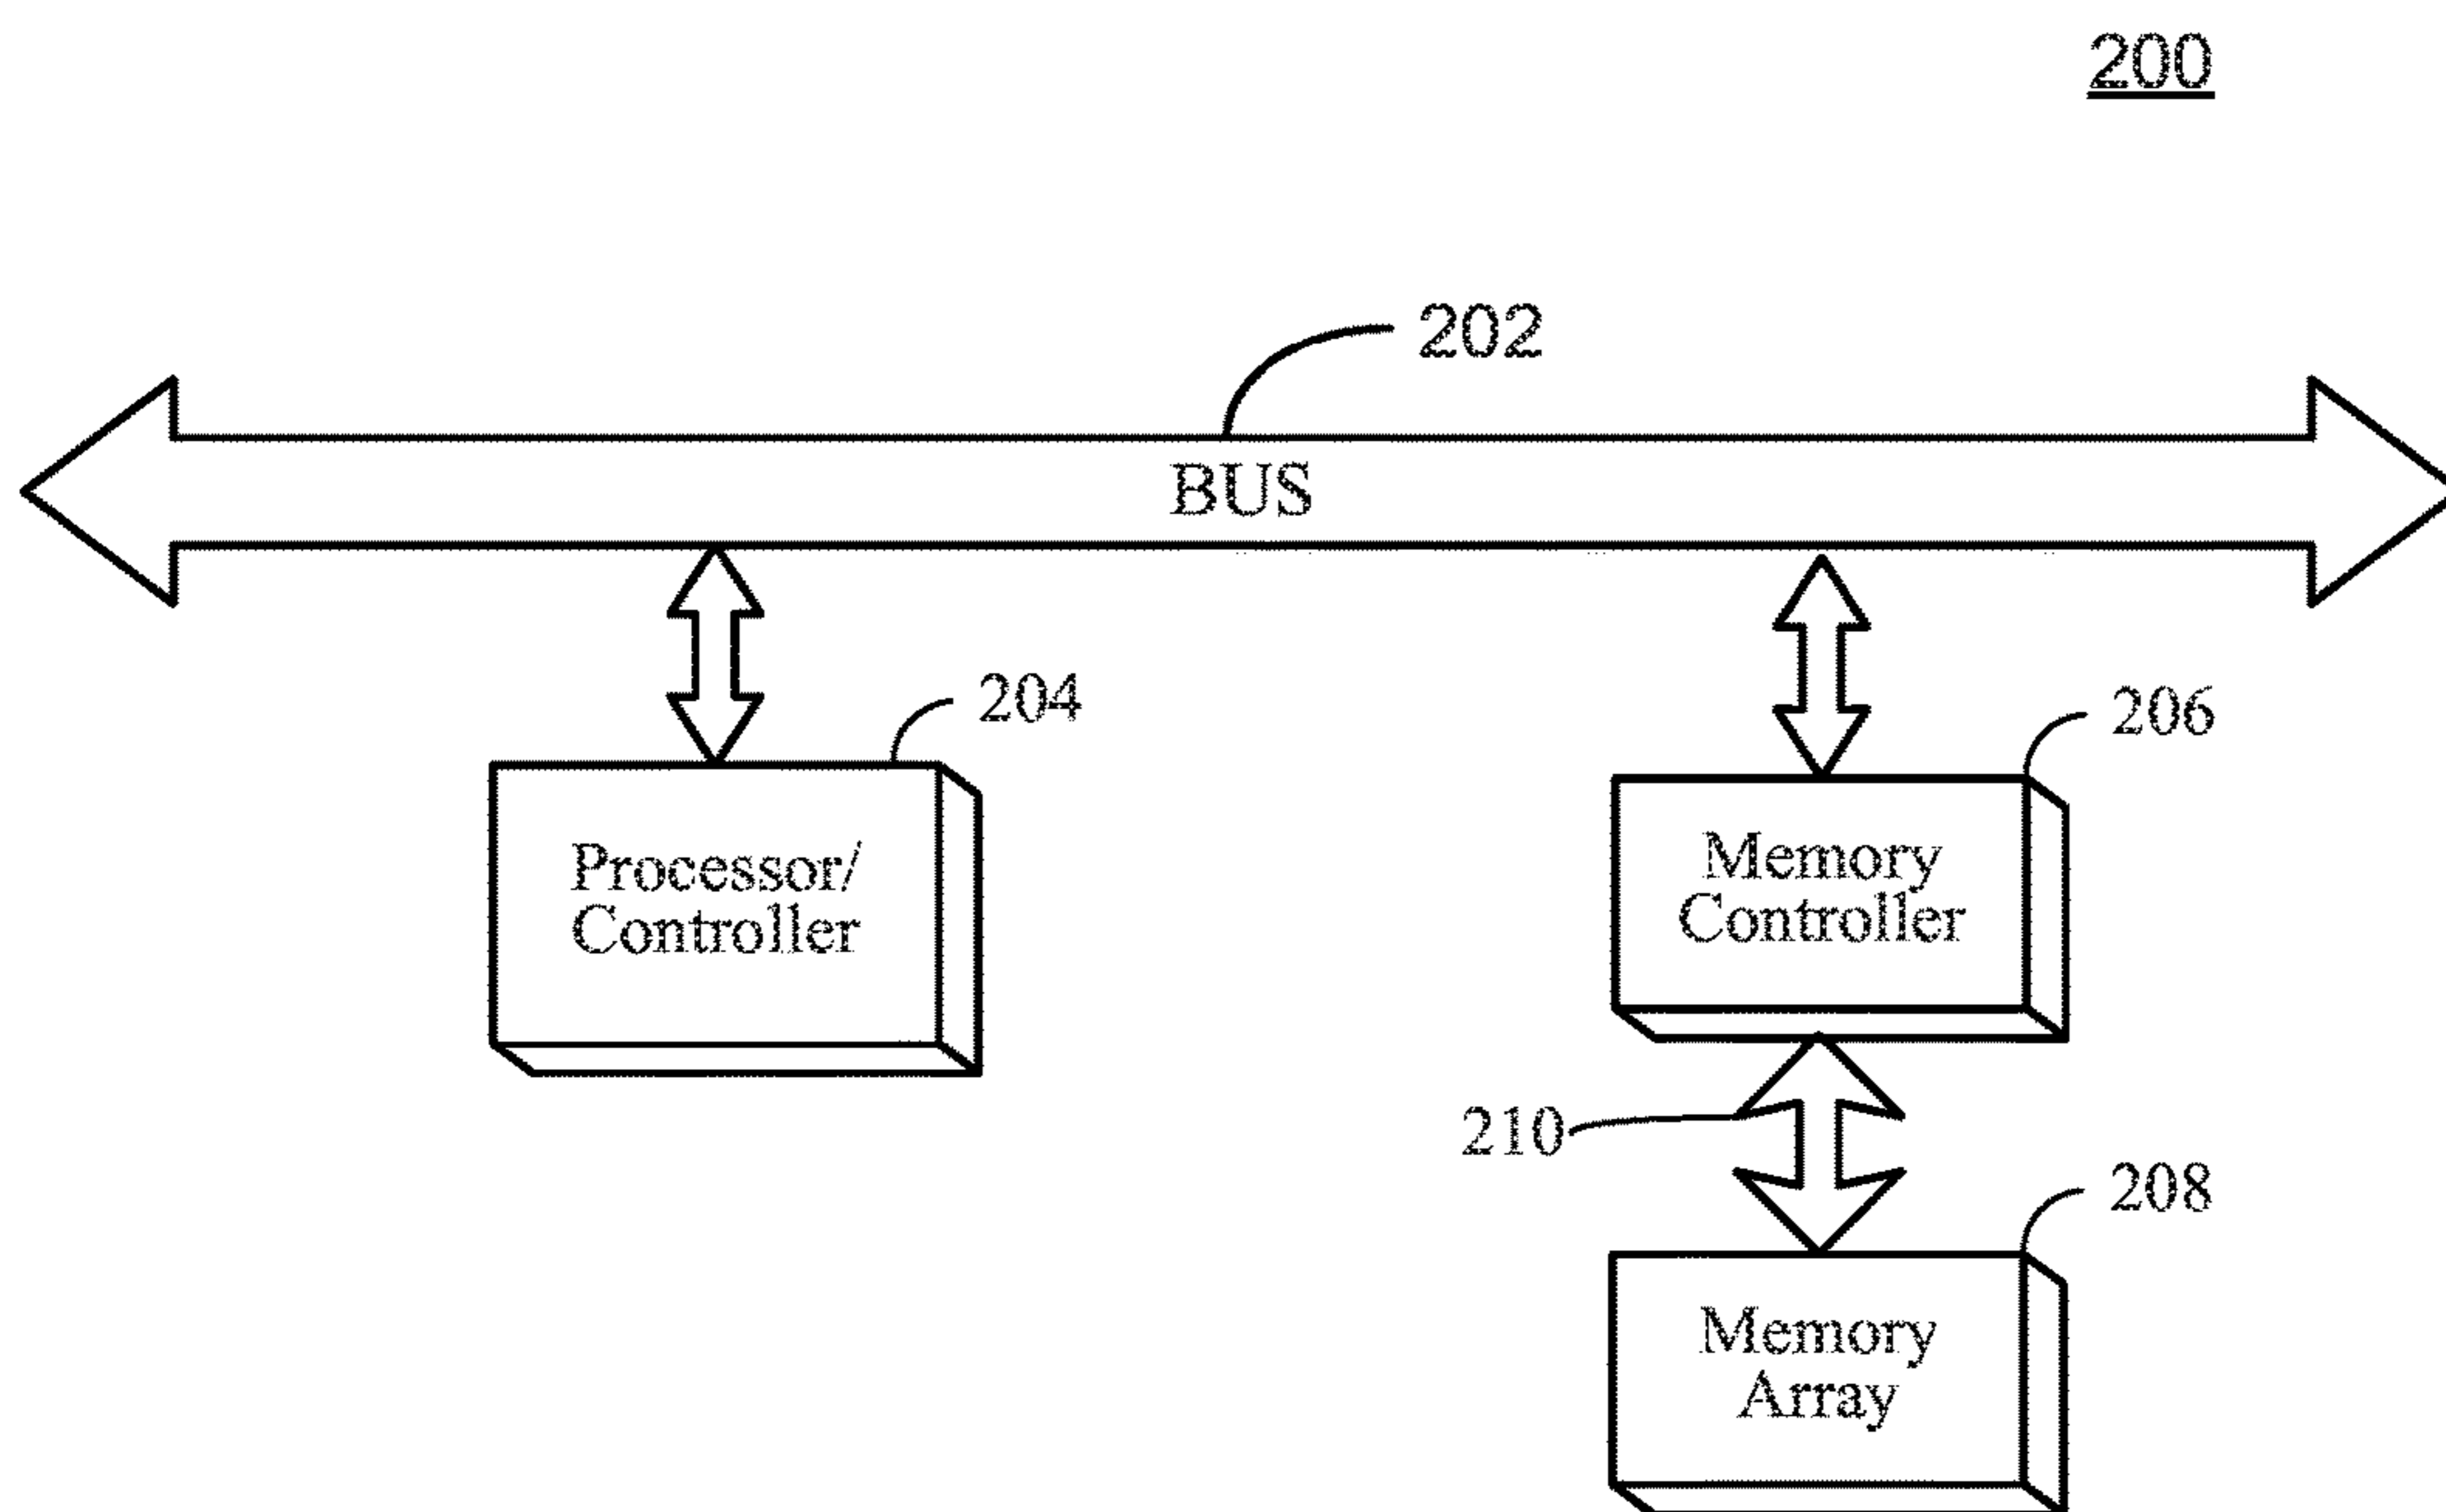 200
202
BUS
204
206
Processor/
Controller
Memory
Controller
210
208
Memory
Array